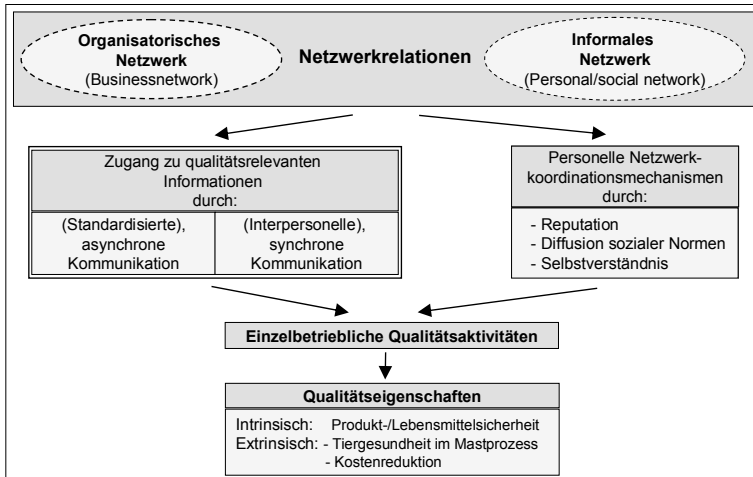 Organisatorisches
Netzwerk
(Businessnetwork)
Netzwerkrelationen
Informales
Netzwerk
(Personal/social network)
Zugang zu qualitätsrelevanten
Informationen
durch:
(Standardisierte),
asynchrone
Kommunikation
(Interpersonelle),
synchrone
Kommunikation
Personelle Netzwerk-
koordinationsmechanismen
durch:
- Reputation
- Diffusion sozialer Normen
- Selbstverständnis
Einzelbetriebliche Qualitätsaktivitäten
Qualitätseigenschaften
Intrinsisch: Produkt-/Lebensmittelsicherheit
Extrinsisch: - Tiergesundheit im Mastprozess
- Kostenreduktion